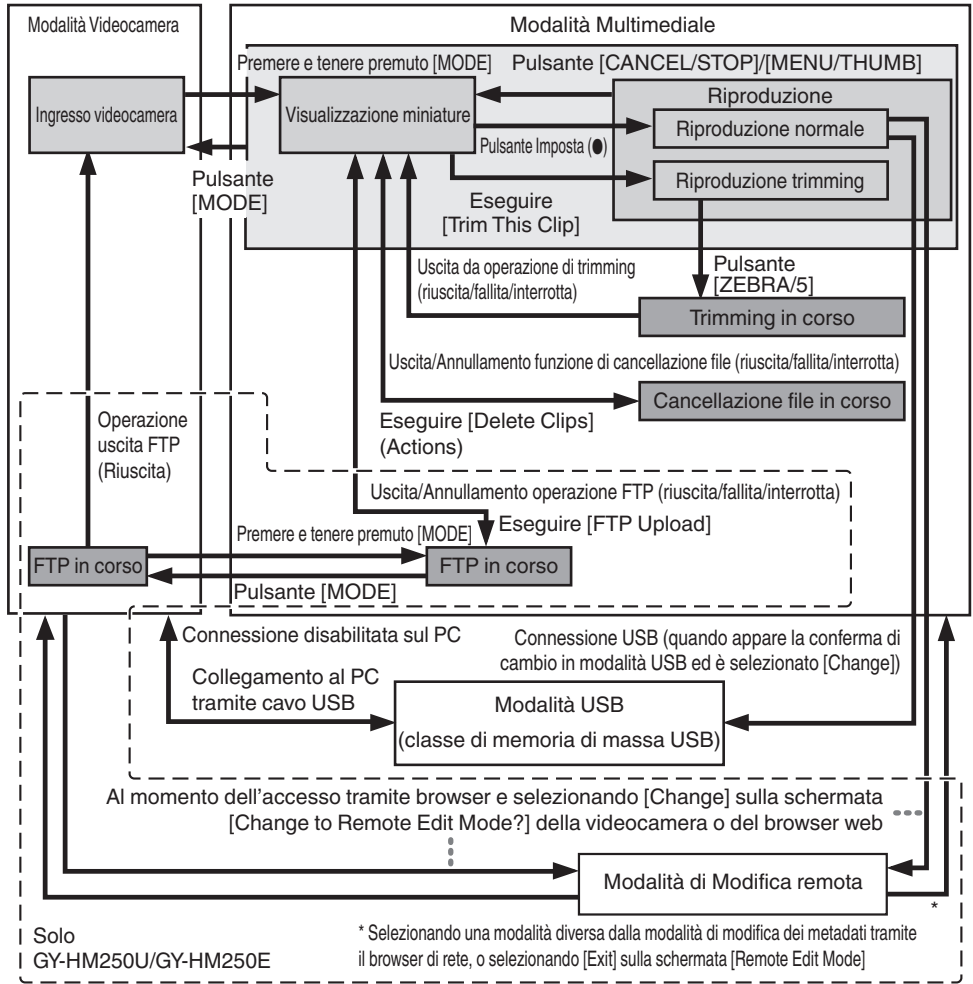 Modalità Videocamera
Modalità Multimediale
Premere e tenere premuto [MODE]
Pulsante [CANCEL/STOP]/[MENU/THUMB]
Ingresso videocamera
Visualizzazione miniature
Riproduzione
Riproduzione normale
Pulsante Imposta (●)
Riproduzione trimming
Pulsante
[MODE]
Eseguire
[Trim This Clip]
Uscita da operazione di trimming
(riuscita/fallita/interrotta)
Pulsante
[ZEBRA/5]
Trimming in corso
Uscita/Annullamento funzione di cancellazione file (riuscita/fallita/interrotta)
Cancellazione file in corso
Eseguire [Delete Clips]
(Actions)
Operazione
uscita FTP
(Riuscita)
Uscita/Annullamento operazione FTP (riuscita/fallita/interrotta)
Eseguire [FTP Upload]
Premere e tenere premuto [MODE]
FTP in corso
FTP in corso
Pulsante [MODE]
Connessione disabilitata sul PC
Connessione USB (quando appare la conferma di
cambio in modalità USB ed è selezionato [Change])
Collegamento al PC
tramite cavo USB
Modalità USB
(classe di memoria di massa USB)
Al momento dell'accesso tramite browser e selezionando [Change] sulla schermata
[Change to Remote Edit Mode?] della videocamera o del browser web
Modalità di Modifica remota
*
Solo
GY-HM250U/GY-HM250E
* Selezionando una modalità diversa dalla modalità di modifica dei metadati tramite
il browser di rete, o selezionando [Exit] sulla schermata [Remote Edit Mode]